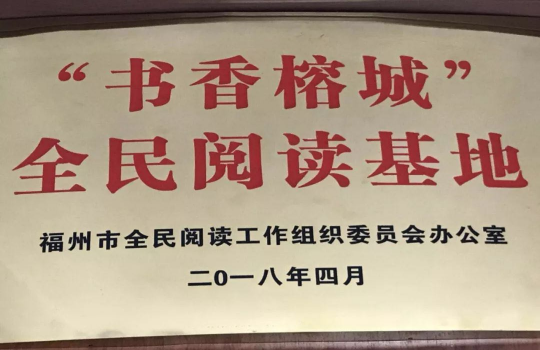 “书香榕城”
全民阅读基地
福州市全民阅读工作组织委员会办公室
二0一八年四月